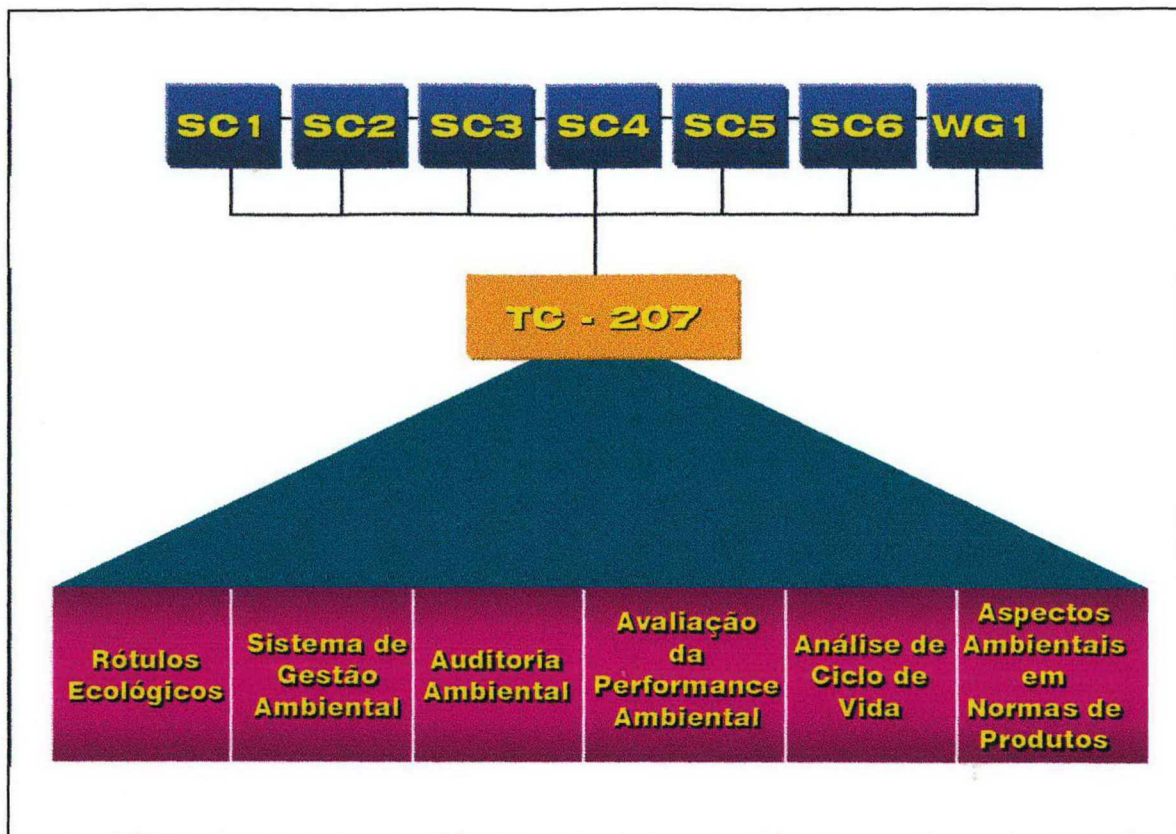 SC1 SC2 SC3 SC4 SC5 SC6 WG1
TC - 207
Rótulos
Ecológicos
Sistema de
Gestão
Ambiental
Auditoria
Ambiental
Avaliação
da
Performance
Ambiental
Análise de
Ciclo de
Vida
Aspectos
Ambientais
em
Normas de
Produtos